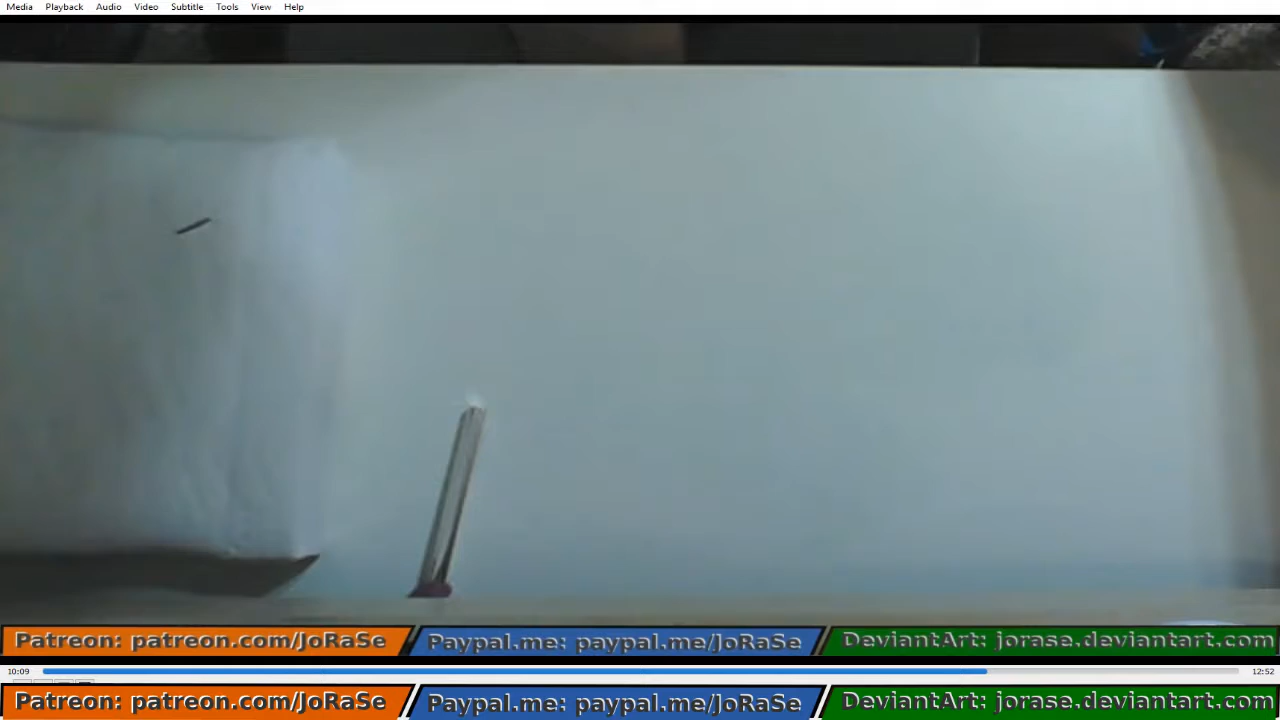 Media Playback Audio Video Subtitle Tools View Help
Patreon: patreon.com/JoRaSe Paypal.me: paypal.me/JoRaSe DeviantArt: jorase.deviantart.com
10:09 12:52
Patreon: patreon.com/JoRaSe Paypal.me: paypal.me/JoRaSe DeviantArt: jorase.deviantart.com